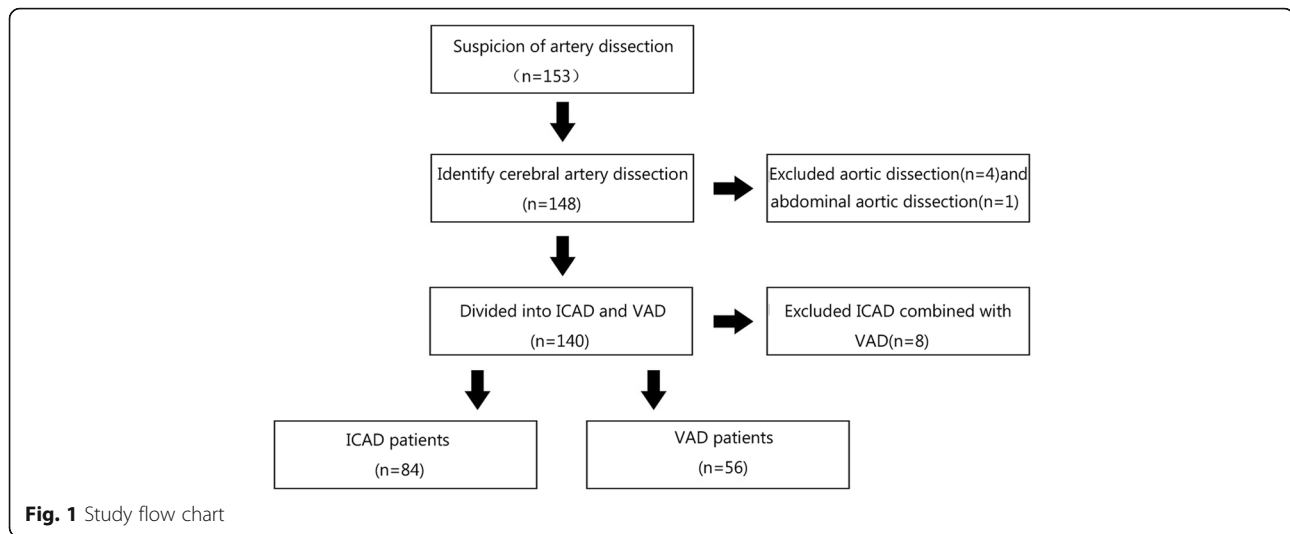 Suspicion of artery dissection
（n=153）
Identify cerebral artery dissection
(n=148)
Excluded aortic dissection(n=4)and
abdominal aortic dissection(n=1)
Divided into ICAD and VAD
(n=140)
Excluded ICAD combined with
VAD(n=8)
ICAD patients
(n=84)
VAD patients
(n=56)
Fig. 1 Study flow chart